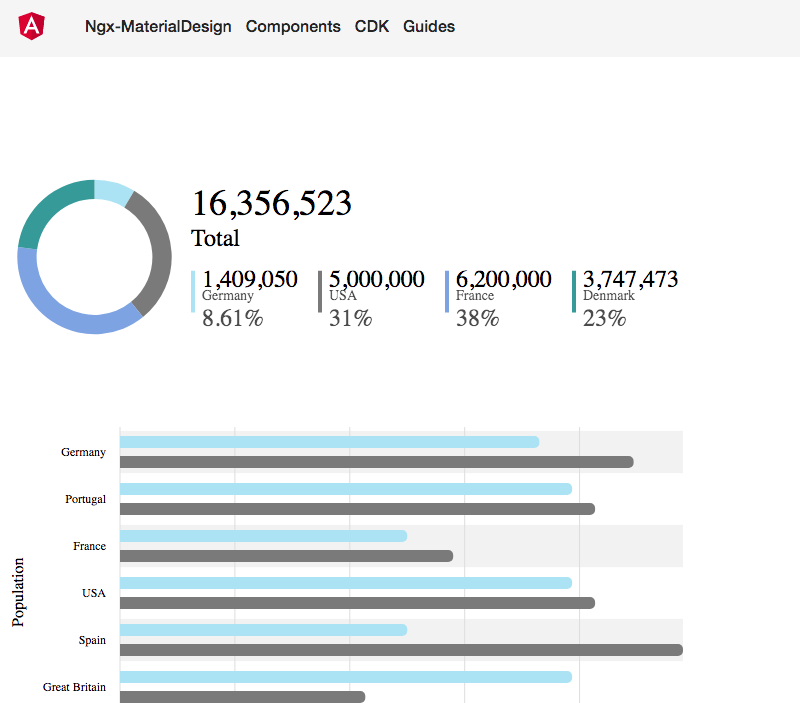 Ngx-MaterialDesign Components CDK Guides
16,356,523
Total
1,409,050 5,000,000 6,200,000 3,747,473
Germany USA France Denmark
8.61% 31% 38% 23%
Germany
Portugal
France
USA
Spain
Great Britain
Population